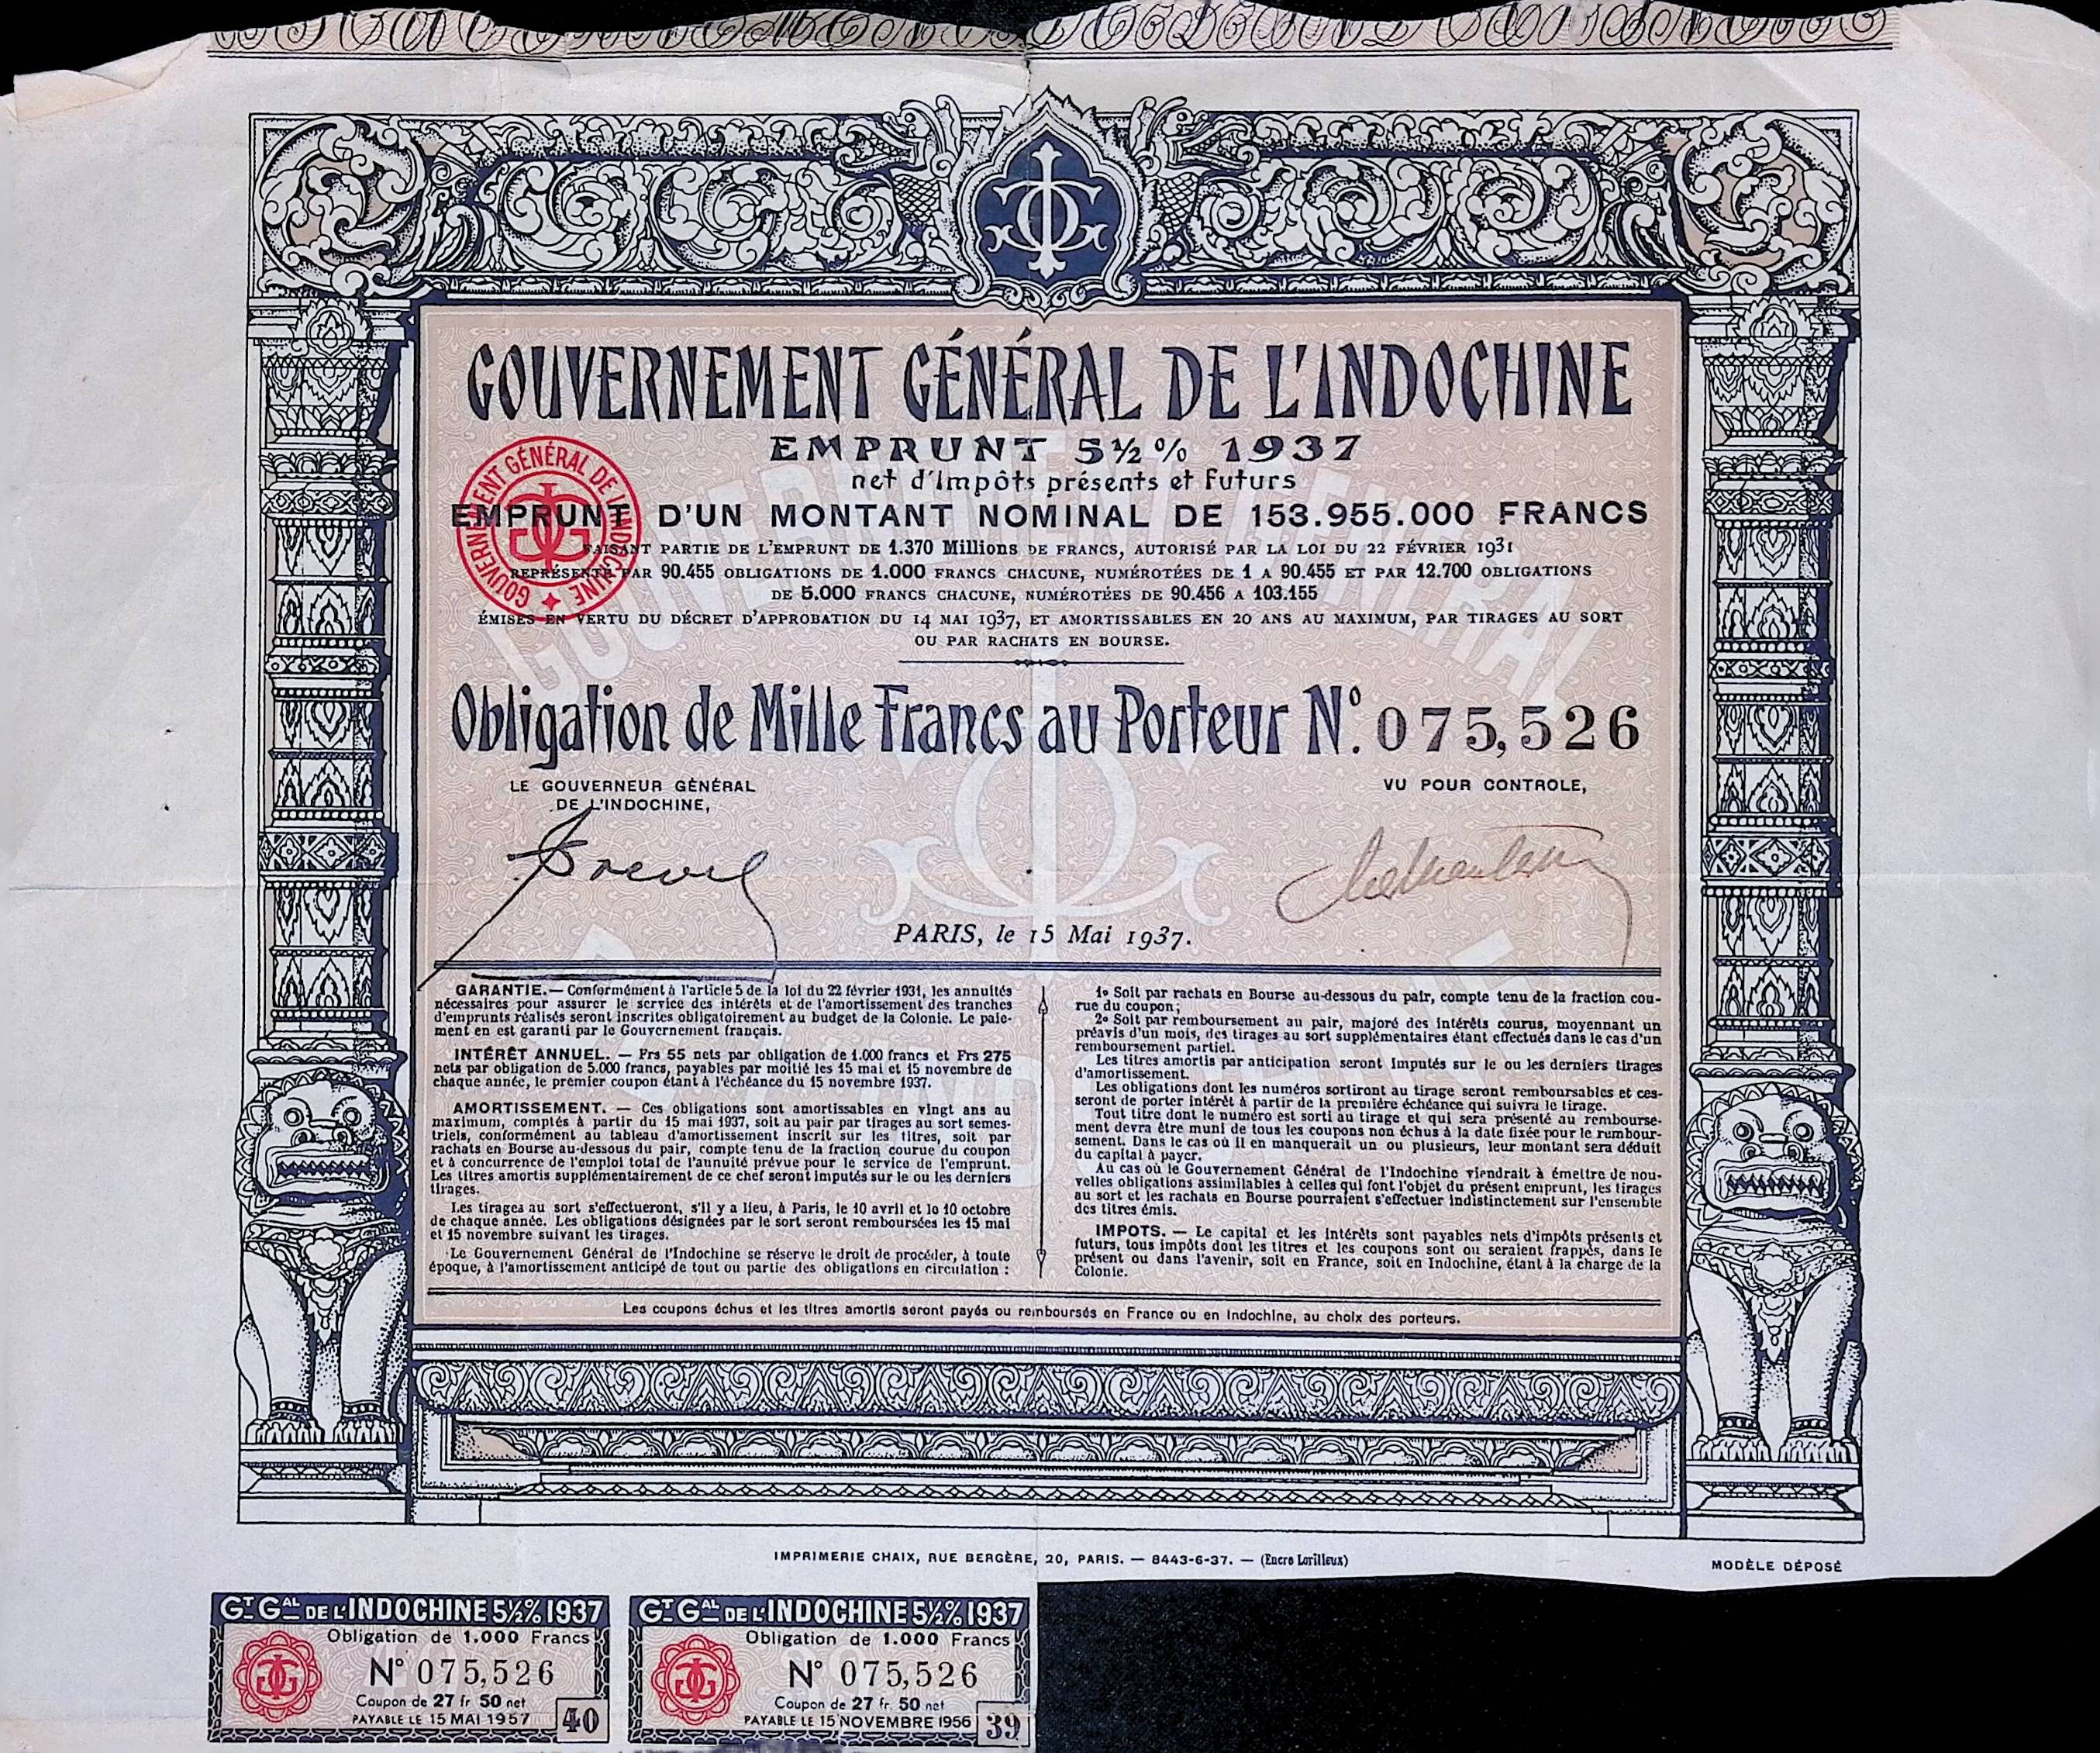 GOUVERNEMENT GÉNÉRAL DE L'INDOCHINE
EMPRUNT 5½% 1937
net d'Impôts présents et futurs
EMPRUNT D'UN MONTANT NOMINAL DE 153.955.000 FRANCS
FAISANT PARTIE DE L'EMPRUNT DE 1.370 Millions DE FRANCS, AUTORISÉ PAR LA LOI DU 22 FÉVRIER 1931
REPRÉSENTÉ PAR 90.455 OBLIGATIONS DE 1.000 FRANCS CHACUNE, NUMÉROTÉES DE 1 A 90.455 ET PAR 12.700 OBLIGATIONS
DE 5.000 FRANCS CHACUNE, NUMÉROTÉES DE 90.456 A 103.155
ÉMISES EN VERTU DU DÉCRET D'APPROBATION DU 14 MAI 1937, ET AMORTISSABLES EN 20 ANS AU MAXIMUM, PAR TIRAGES AU SORT
OU PAR RACHATS EN BOURSE.
GOUVERNEMENT GÉNÉRAL DE L'INDOCHINE
Obligation de Mille Francs au Porteur N° 075,526
LE GOUVERNEUR GÉNÉRAL
DE L'INDOCHINE,
VU POUR CONTROLE,
PARIS, le 15 Mai 1937.
GARANTIE. — Conformément à l'article 5 de la loi du 22 février 1931, les annuités
nécessaires pour assurer le service des intérêts et de l'amortissement des tranches
d'emprunts réalisés seront inscrites obligatoirement au budget de la Colonie. Le paie-
ment en est garanti par le Gouvernement français.
INTÉRÊT ANNUEL. — Frs 55 nets par obligation de 1.000 francs et Frs 275
nets par obligation de 5.000 francs, payables par moitié les 15 mai et 15 novembre de
chaque année, le premier coupon étant à l'échéance du 15 novembre 1937.
AMORTISSEMENT. — Ces obligations sont amortissables en vingt ans au
maximum, comptés à partir du 15 mai 1937, soit au pair par tirages au sort semes-
triels, conformément au tableau d'amortissement inscrit sur les titres, soit par
rachats en Bourse au-dessous du pair, compte tenu de la fraction courue du coupon
et à concurrence de l'emploi total de l'annuité prévue pour le service de l'emprunt.
Les titres amortis supplémentairement de ce chef seront imputés sur le ou les derniers
tirages.
Les tirages au sort s'effectueront, s'il y a lieu, à Paris, le 10 avril et le 10 octobre
de chaque année. Les obligations désignées par le sort seront remboursées les 15 mai
et 15 novembre suivant les tirages.
Le Gouvernement Général de l'Indochine se réserve le droit de procéder, à toute
époque, à l'amortissement anticipé de tout ou partie des obligations en circulation :
1° Soit par rachats en Bourse au-dessous du pair, compte tenu de la fraction cou-
rue du coupon;
2° Soit par remboursement au pair, majoré des intérêts courus, moyennant un
préavis d'un mois, des tirages au sort supplémentaires étant effectués dans le cas d'un
remboursement partiel.
Les titres amortis par anticipation seront imputés sur le ou les derniers tirages
d'amortissement.
Les obligations dont les numéros sortiront au tirage seront remboursables et ces-
seront de porter intérêt à partir de la première échéance qui suivra le tirage.
Tout titre dont le numéro est sorti au tirage et qui sera présenté au rembourse-
ment devra être muni de tous les coupons non échus à la date fixée pour le rembour-
sement. Dans le cas où il en manquerait un ou plusieurs, leur montant sera déduit
du capital à payer.
Au cas où le Gouvernement Général de l'Indochine viendrait à émettre de nou-
velles obligations assimilables à celles qui font l'objet du présent emprunt, les tirages
au sort et les rachats en Bourse pourraient s'effectuer indistinctement sur l'ensemble
des titres émis.
IMPOTS. — Le capital et les intérêts sont payables nets d'impôts présents et
futurs, tous impôts dont les titres et les coupons sont ou seraient frappés, dans le
présent ou dans l'avenir, soit en France, soit en Indochine, étant à la charge de la
Colonie.
Les coupons échus et les titres amortis seront payés ou remboursés en France ou en Indochine, au choix des porteurs.
IMPRIMERIE CHAIX, RUE BERGÈRE, 20, PARIS. — 8443-6-37. — (Encre Lorilleux)
MODÈLE DÉPOSÉ
GT GAL DE L'INDOCHINE 5½% 1937
Obligation de 1.000 Francs
N° 075,526
Coupon de 27 fr. 50 net
PAYABLE LE 15 MAI 1957
40
GT GAL DE L'INDOCHINE 5½% 1937
Obligation de 1.000 Francs
N° 075,526
Coupon de 27 fr. 50 net
PAYABLE LE 15 NOVEMBRE 1956
39